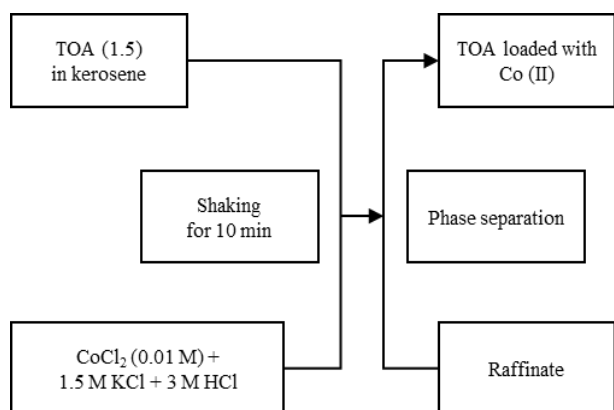 TOA (1.5)
in kerosene
TOA loaded with
Co (II)
Shaking
for 10 min
Phase separation
CoCl₂ (0.01 M) +
1.5 M KCl + 3 M HCl
Raffinate